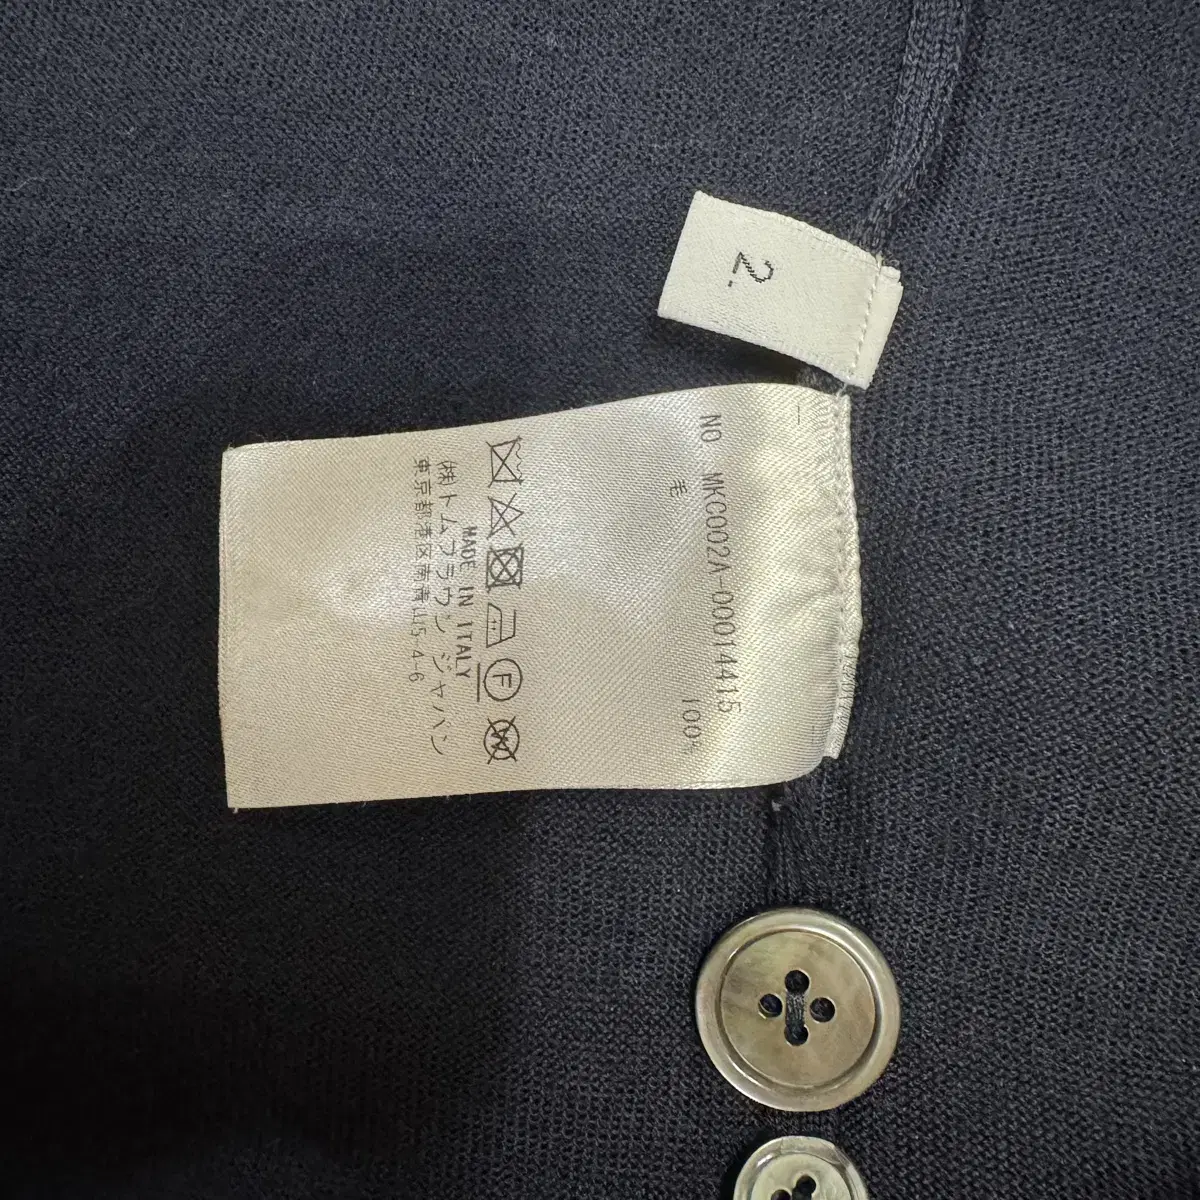 2.
NO MKC002A-00014415
毛 100%
F
W
MADE IN ITALY
㈱トムブラウン ジャパン
東京都港区南青山5-4-6